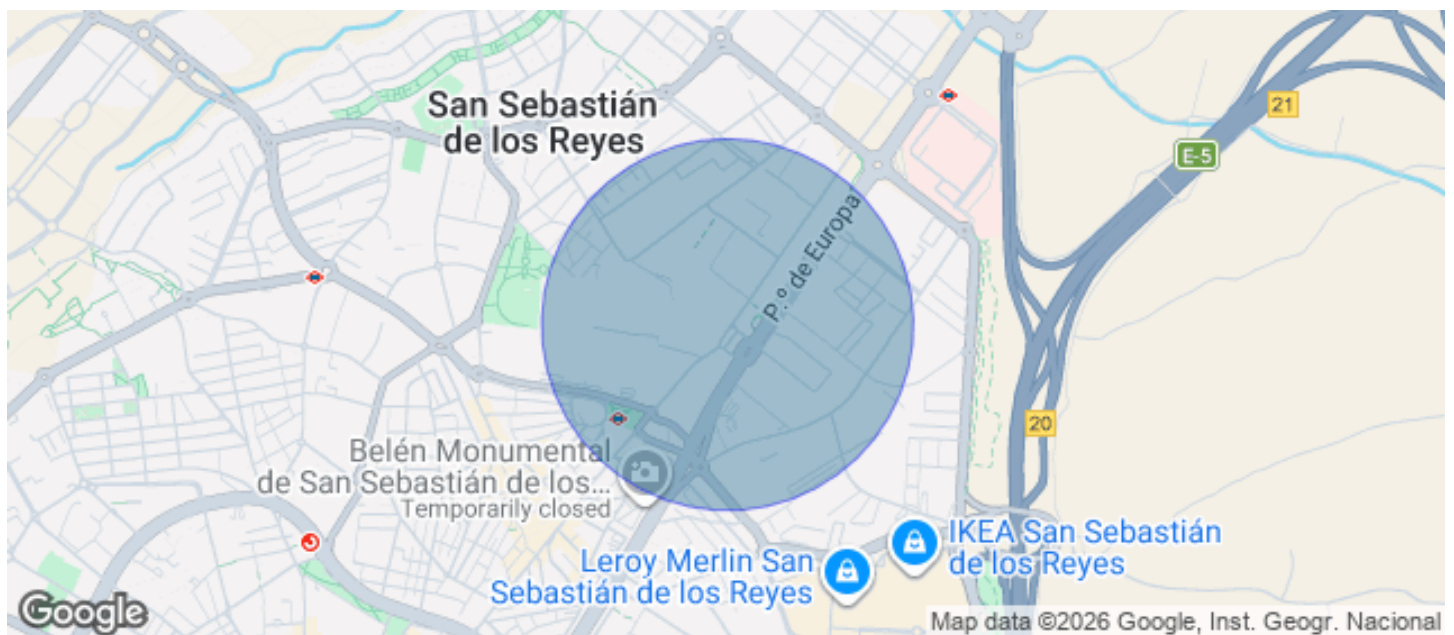 San Sebastián
de los Reyes
21
E-5
P.º de Europa
20
Belén Monumental
de San Sebastián de los...
Temporarily closed
IKEA San Sebastián
de los Reyes
Leroy Merlin San
Sebastián de los Reyes
Google
Map data ©2026 Google, Inst. Geogr. Nacional